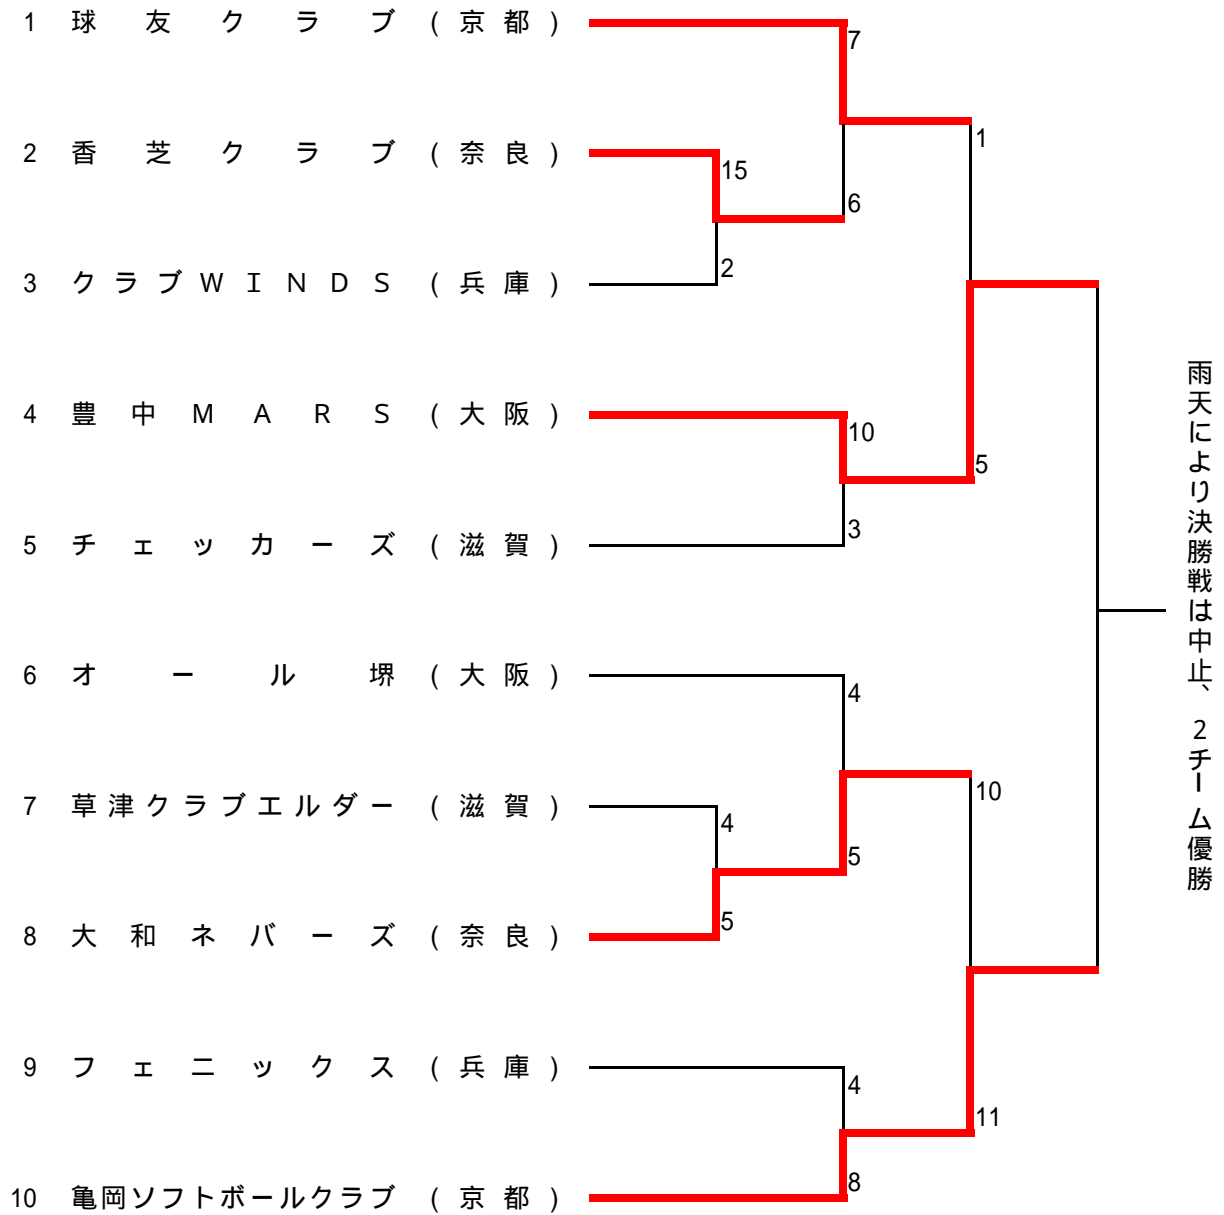 1 球友クラブ (京都)
7
1
2 香芝クラブ (奈良)
15
6
2
3 クラブWINDS (兵庫)
4 豊中MARS (大阪)
10
5
3
5 チェッカーズ (滋賀)
雨天により決勝戦は中止、2チーム優勝
6 オール堺 (大阪)
4
10
7 草津クラブエルダー (滋賀)
4
5
5
8 大和ネバーズ (奈良)
9 フェニックス (兵庫)
4
11
8
10 亀岡ソフトボールクラブ (京都)